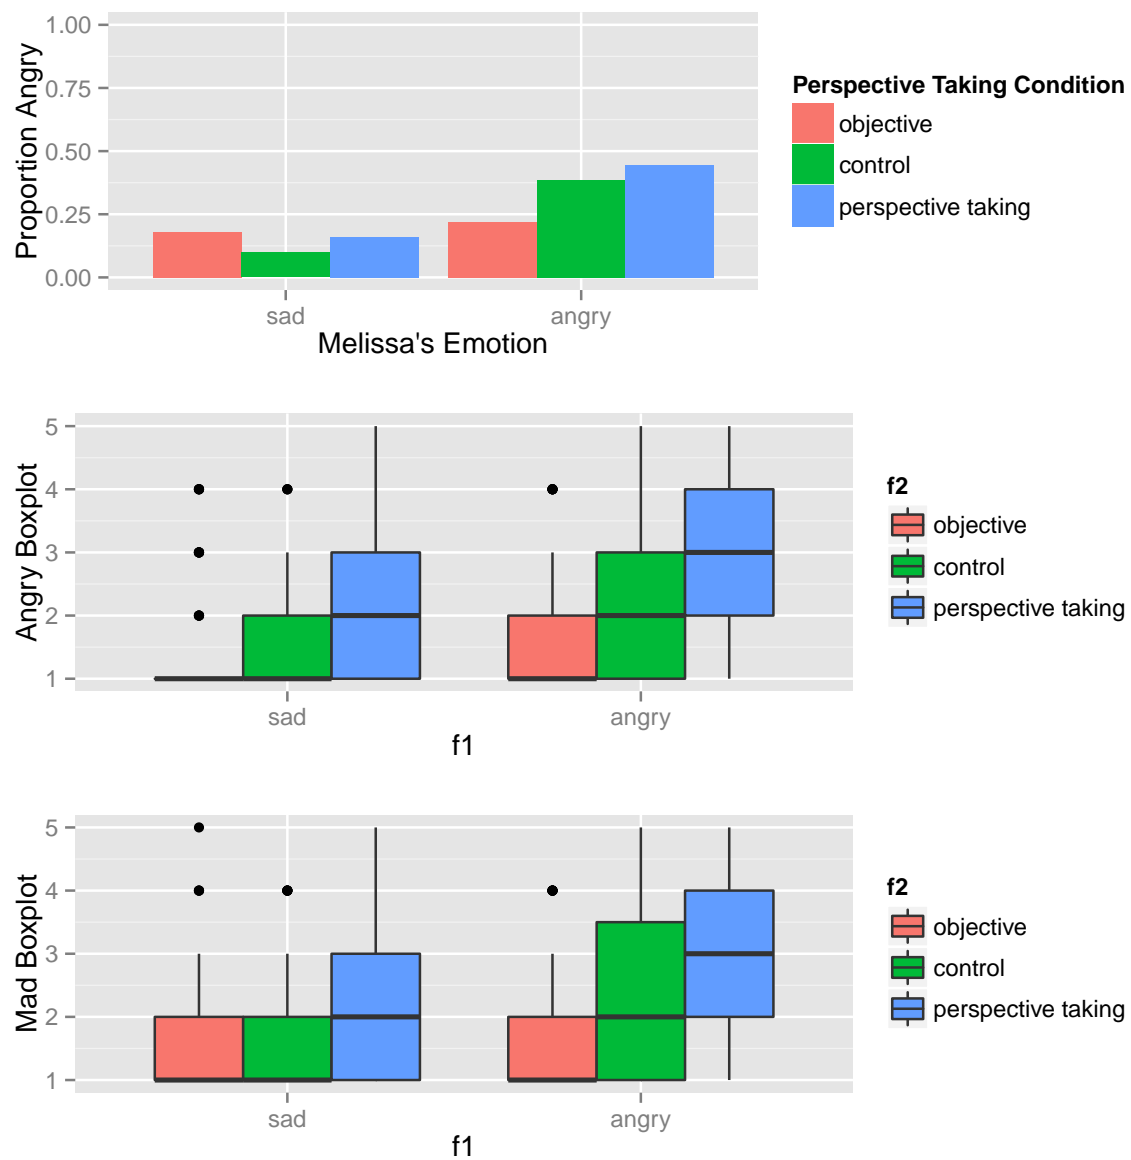 Proportion Angry
1.00
0.75
0.50
0.25
0.00
sad
angry
Melissa's Emotion
Perspective Taking Condition
objective
control
perspective taking
Angry Boxplot
5
4
3
2
1
sad
angry
f1
f2
objective
control
perspective taking
Mad Boxplot
5
4
3
2
1
sad
angry
f1
f2
objective
control
perspective taking